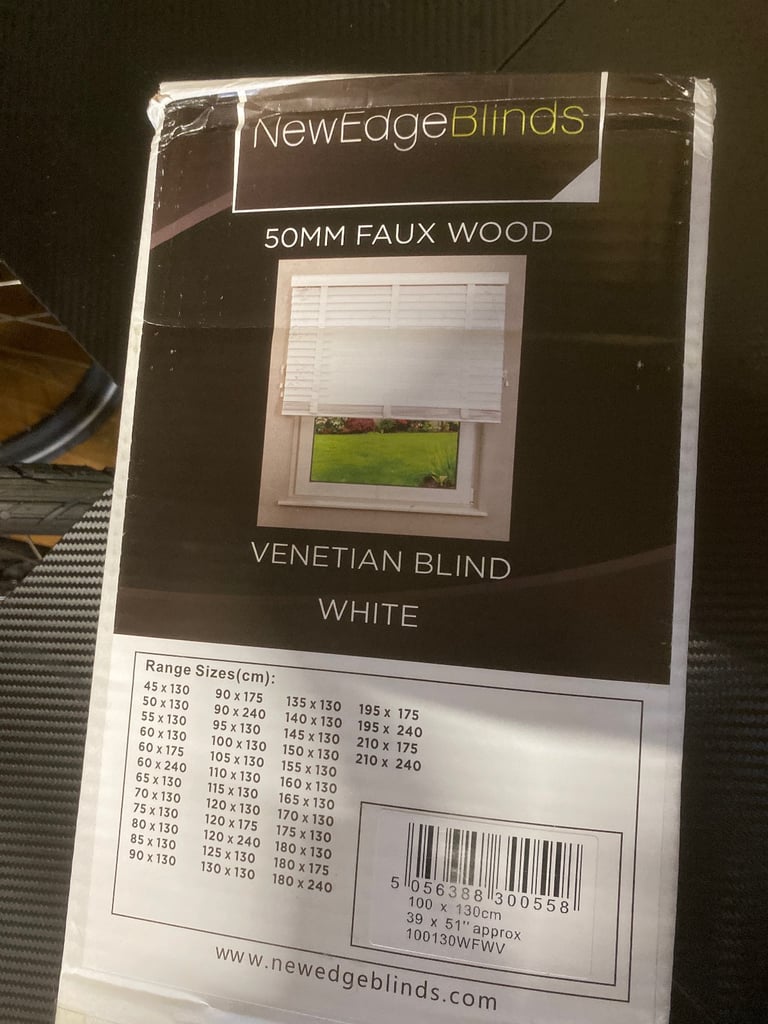 NewEdgeBlinds
50MM FAUX WOOD
VENETIAN BLIND
WHITE
Range Sizes(cm):
45 x 130
50 x 130
55 x 130
60 x 130
60 x 175
60 x 240
65 x 130
70 x 130
75 x 130
80 x 130
85 x 130
90 x 130
90 x 175
90 x 240
95 x 130
100 x 130
105 x 130
110 x 130
115 x 130
120 x 130
120 x 175
120 x 240
125 x 130
130 x 130
135 x 130
140 x 130
145 x 130
150 x 130
155 x 130
160 x 130
165 x 130
170 x 130
175 x 130
180 x 130
180 x 175
180 x 240
195 x 175
195 x 240
210 x 175
210 x 240
5 056388 300558
100 x 130cm
39 x 51" approx
100130WFWV
www.newedgeblinds.com